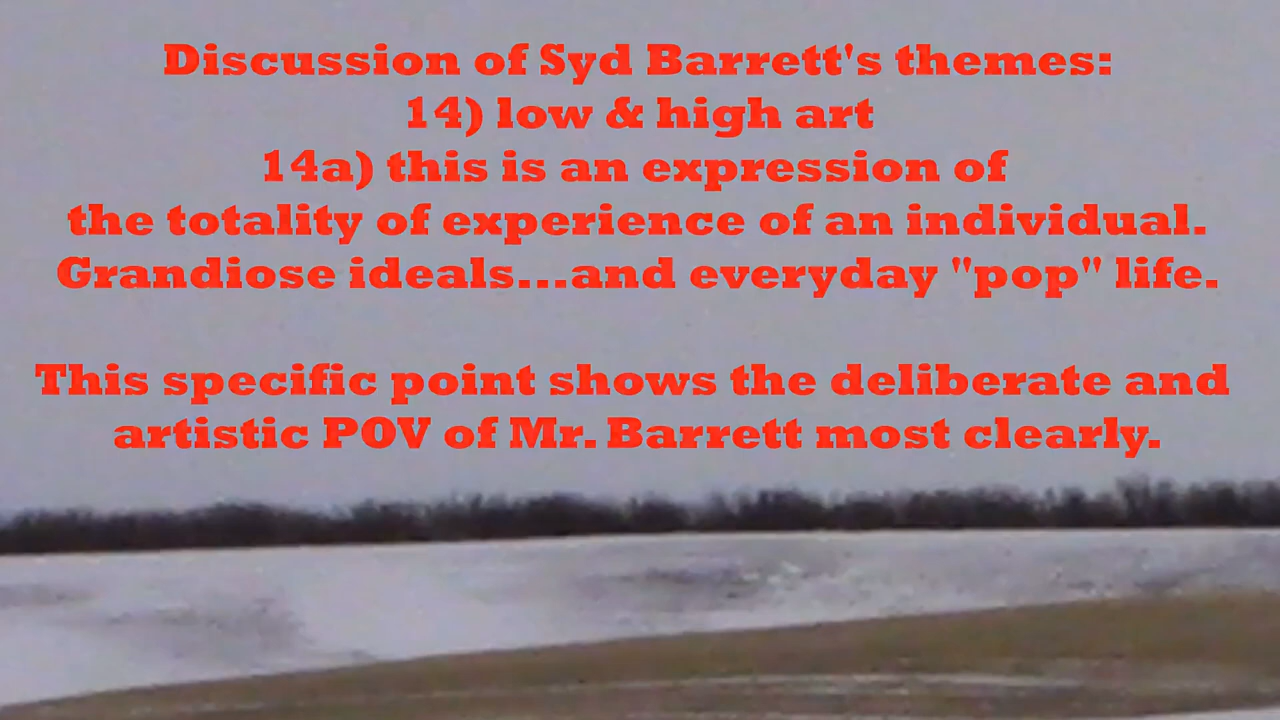 Discussion of Syd Barrett's themes:
14) low & high art
14a) this is an expression of
the totality of experience of an individual.
Grandiose ideals...and everyday "pop" life.
This specific point shows the deliberate and
artistic POV of Mr. Barrett most clearly.